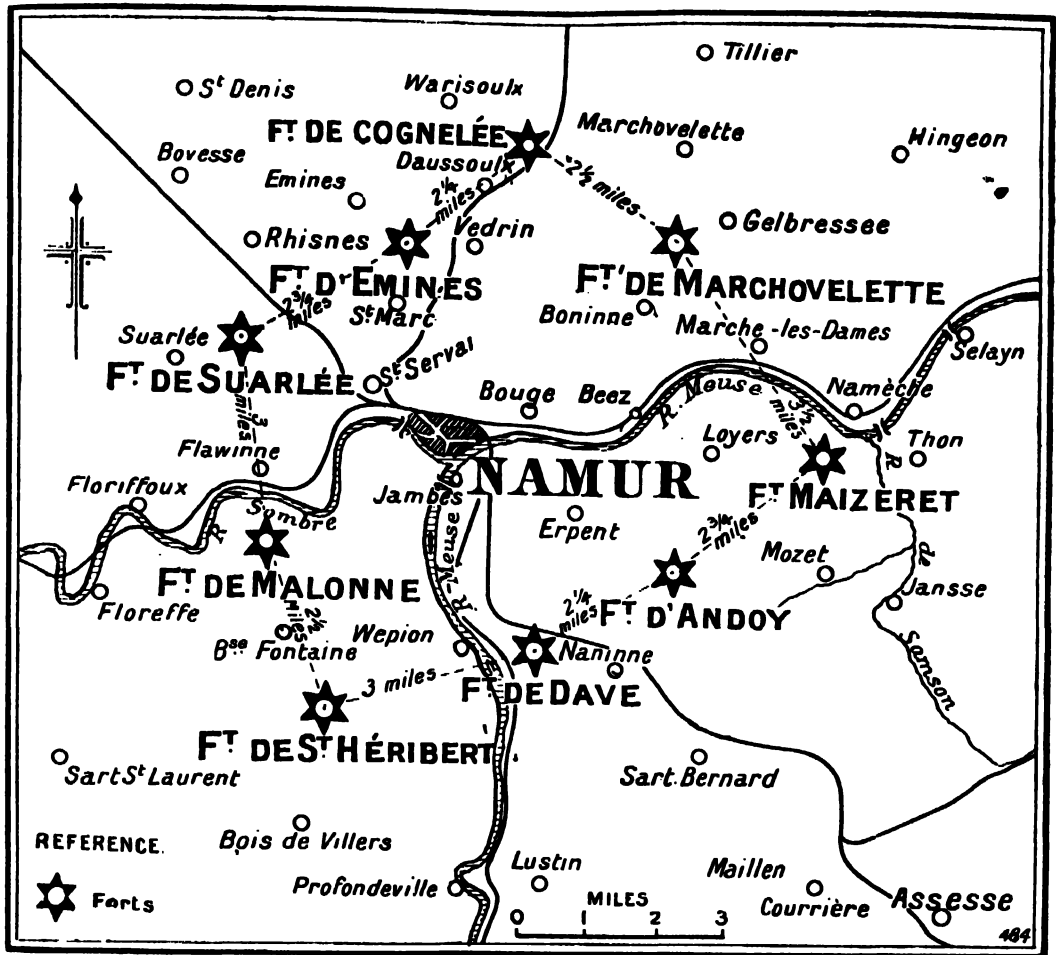 Tillier
St Denis
Warisoulx
FT DE COGNELÉE
Marchovelette
Hingeon
Bovesse
Daussoulx
Emines
2¼ miles
2½ miles
Gelbressee
Rhisnes
Vedrin
FT D'EMINES
FT DE MARCHOVELETTE
2¾ miles
St Marc
Boninne
Marche-les-Dames
Suarlée
Selayn
FT DE SUARLÉE
St Servai
Bouge
Beez
R. Meuse
Namèche
3 miles
3½ miles
Flawinne
Loyers
R
Thon
NAMUR
Floriffoux
Jambes
FT MAIZERET
Sombre
R
Erpent
2¾ miles
Mozet
de
FT DE MALONNE
R-Meuse
Jansse
Floreffe
2½ miles
2¼ miles
FT D'ANDOY
Bse Fontaine
Wepion
Naninne
Samson
3 miles
FT DE DAVE
FT DE ST HÉRIBERT
Sart St Laurent
Sart. Bernard
REFERENCE.
Bois de Villers
Forts
Profondeville
Lustin
MILES
0 1 2 3
Maillen
Courrière
Assesse
484